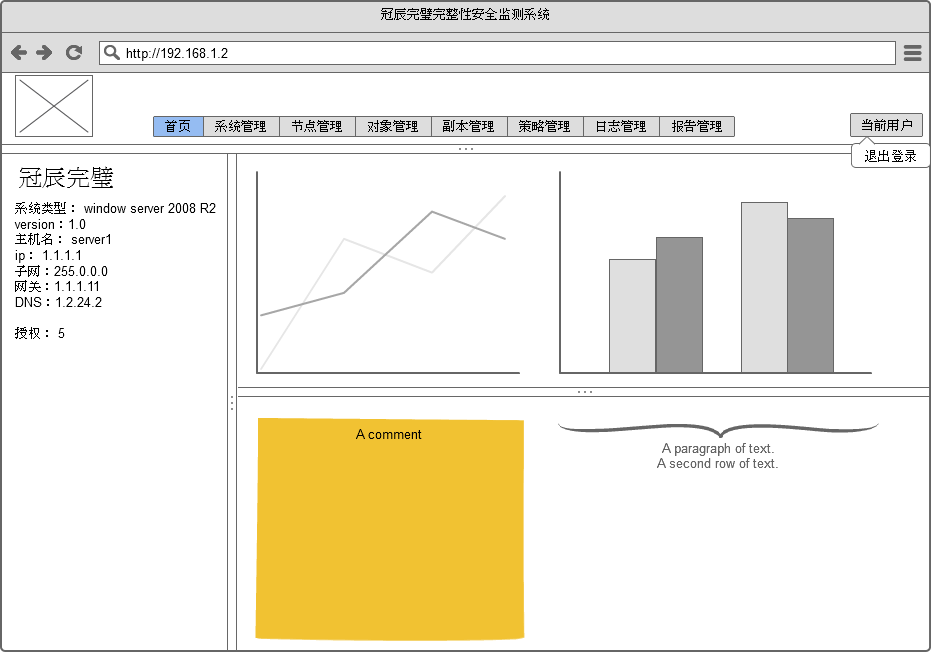 冠辰完璧完整性安全监测系统
http://192.168.1.2
首页 系统管理 节点管理 对象管理 副本管理 策略管理 日志管理 报告管理 当前用户
退出登录
冠辰完璧
系统类型： window server 2008 R2
version：1.0
主机名： server1
ip： 1.1.1.1
子网：255.0.0.0
网关：1.1.1.11
DNS：1.2.24.2
授权： 5
A comment
A paragraph of text.
A second row of text.